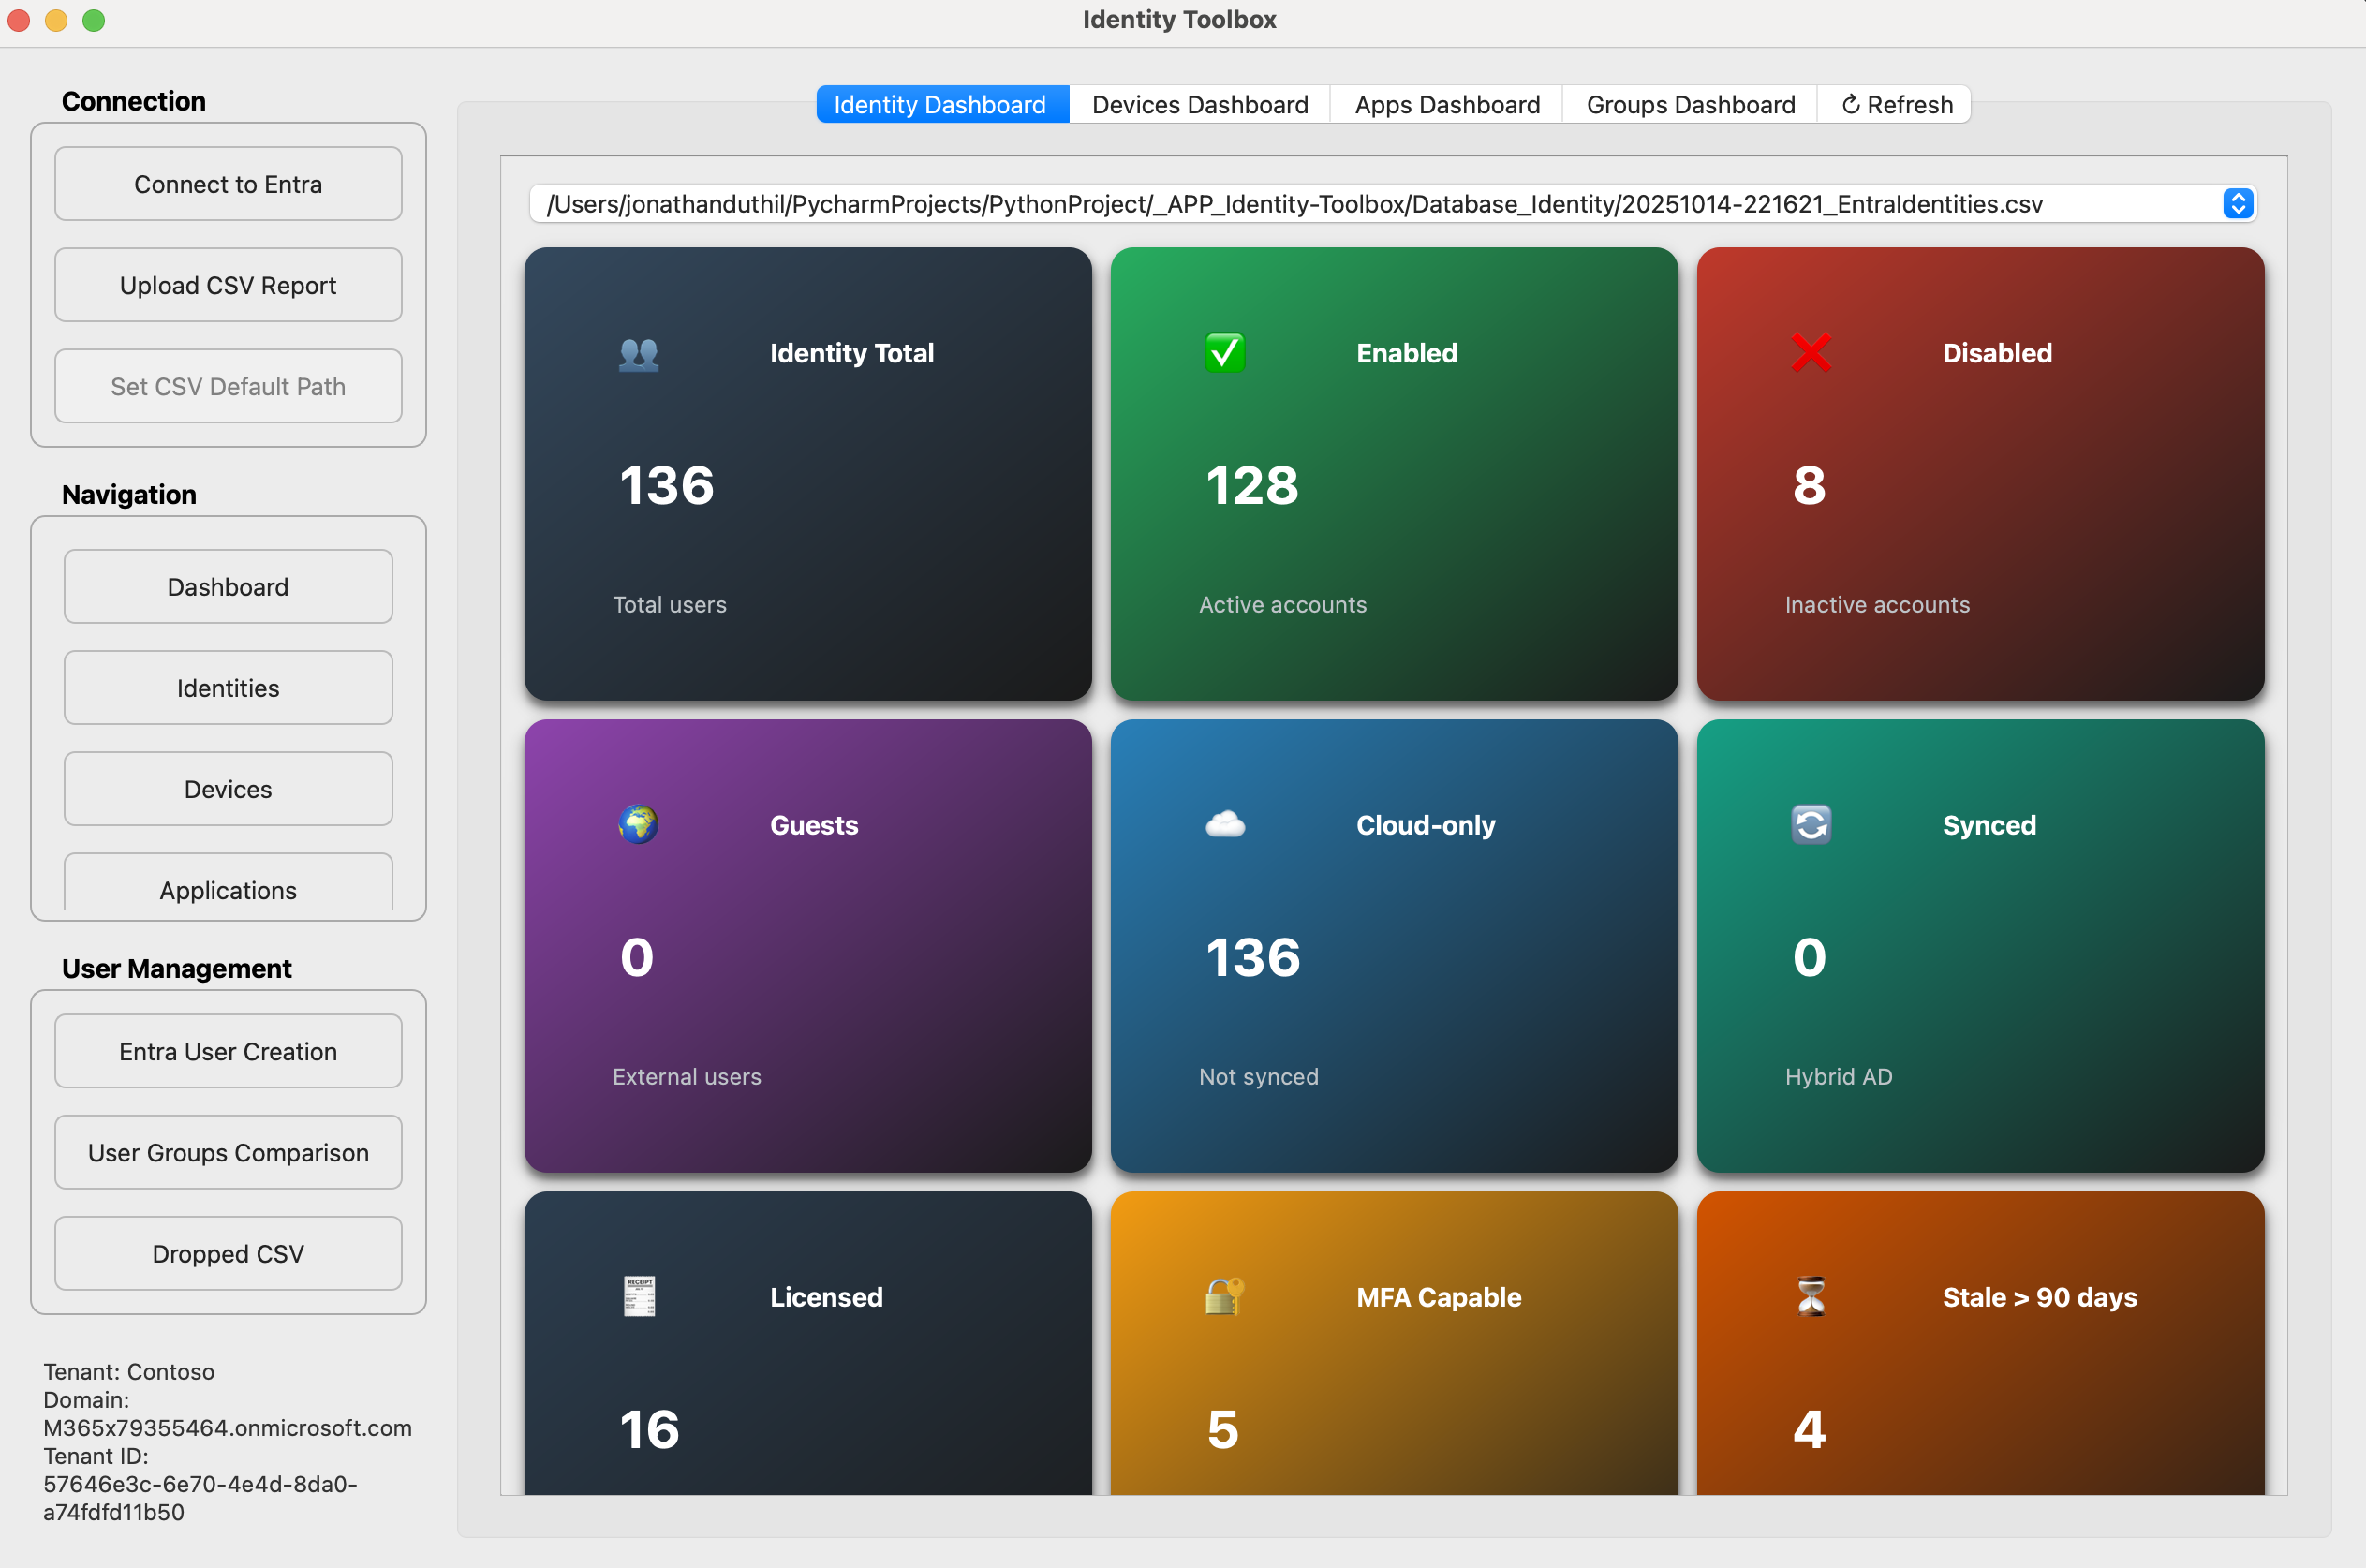 Identity Toolbox
Connection
Connect to Entra
Upload CSV Report
Set CSV Default Path
Navigation
Dashboard
Identities
Devices
Applications
User Management
Entra User Creation
User Groups Comparison
Dropped CSV
Tenant: Contoso
Domain:
M365x79355464.onmicrosoft.com
Tenant ID:
57646e3c-6e70-4e4d-8da0-
a74fdfd11b50
Identity Dashboard
Devices Dashboard
Apps Dashboard
Groups Dashboard
↻ Refresh
/Users/jonathanduthil/PycharmProjects/PythonProject/_APP_Identity-Toolbox/Database_Identity/20251014-221621_EntraIdentities.csv
Identity Total
136
Total users
Enabled
128
Active accounts
Disabled
8
Inactive accounts
Guests
0
External users
Cloud-only
136
Not synced
Synced
0
Hybrid AD
RECEIPT
Licensed
16
MFA Capable
5
Stale > 90 days
4